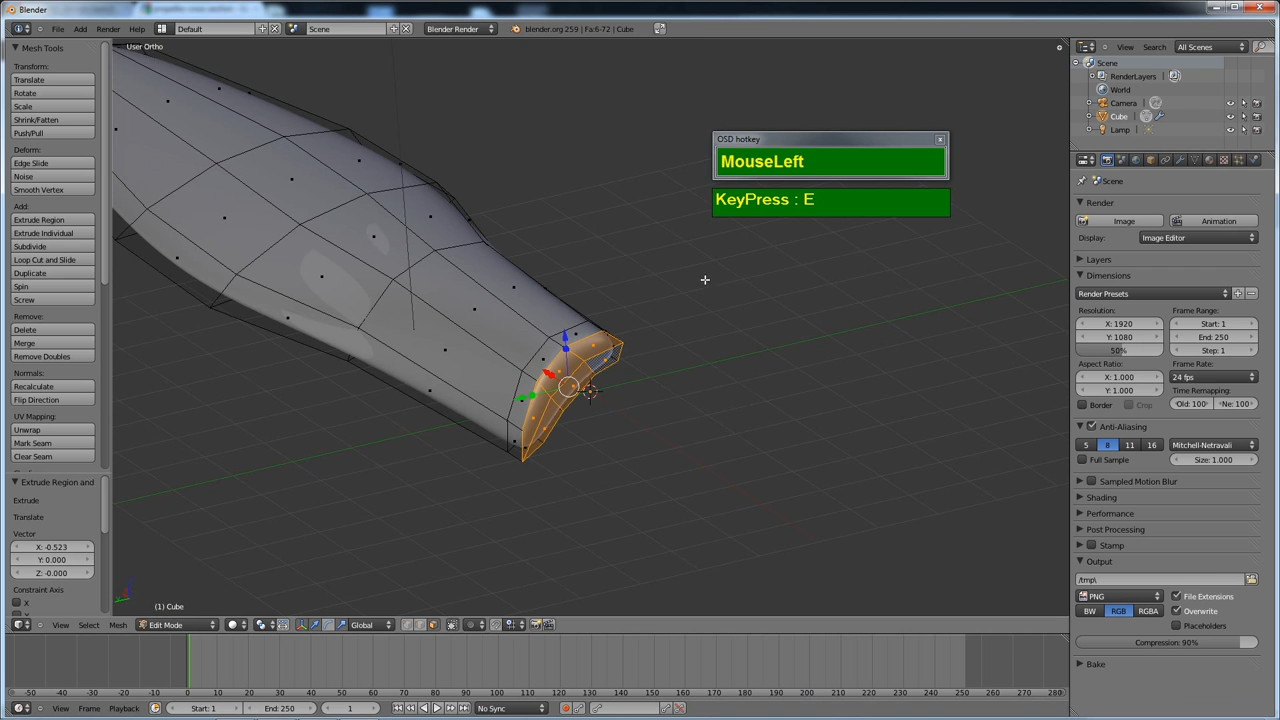 Blender
File Add Render Help
Default
Scene
Blender Render
blender.org 259 | Fa:6-72 | Cube
Mesh Tools
Transform:
Translate
Rotate
Scale
Shrink/Fatten
Push/Pull
Deform:
Edge Slide
Noise
Smooth Vertex
Add:
Extrude Region
Extrude Individual
Subdivide
Loop Cut and Slide
Duplicate
Spin
Screw
Remove:
Delete
Merge
Remove Doubles
Normals:
Recalculate
Flip Direction
UV Mapping:
Unwrap
Mark Seam
Clear Seam
Extrude Region and
Extrude
Translate
Vector
X: -0.523
Y: 0.000
Z: -0.000
Constraint Axis
X
User Ortho
OSD hotkey
MouseLeft
KeyPress : E
(1) Cube
View Select Mesh
Edit Mode
Global
-50 -40 -30 -20 -10 0 10 20 30 40 50 60 70 80 90 100 110 120 130 140 150 160 170 180 190 200 210 220 230 240 250 260 270 280
View Frame Playback
Start: 1
End: 250
1
No Sync
View Search
All Scenes
Scene
RenderLayers
World
Camera
Cube
Lamp
Scene
Render
Image
Animation
Display:
Image Editor
Layers
Dimensions
Render Presets
Resolution:
Frame Range:
X: 1920
Start: 1
Y: 1080
End: 250
50%
Step: 1
Aspect Ratio:
Frame Rate:
X: 1.000
24 fps
Y: 1.000
Time Remapping:
Border
Crop
Old: 100
Ne: 100
Anti-Aliasing
5 8 11 16
Mitchell-Netravali
Full Sample
Size: 1.000
Sampled Motion Blur
Shading
Performance
Post Processing
Stamp
Output
/tmp\
PNG
File Extensions
BW RGB RGBA
Overwrite
Placeholders
Compression: 90%
Bake